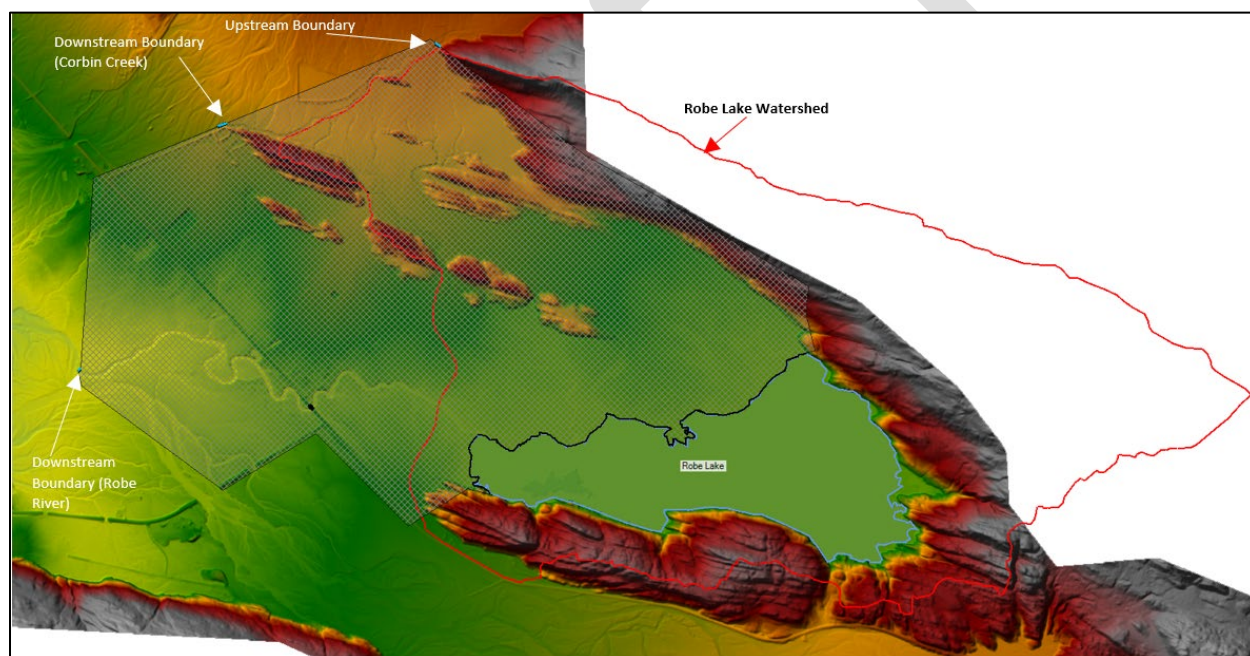 Upstream Boundary
Downstream Boundary
(Corbin Creek)
Robe Lake Watershed
Downstream
Boundary (Robe
River)
Robe Lake